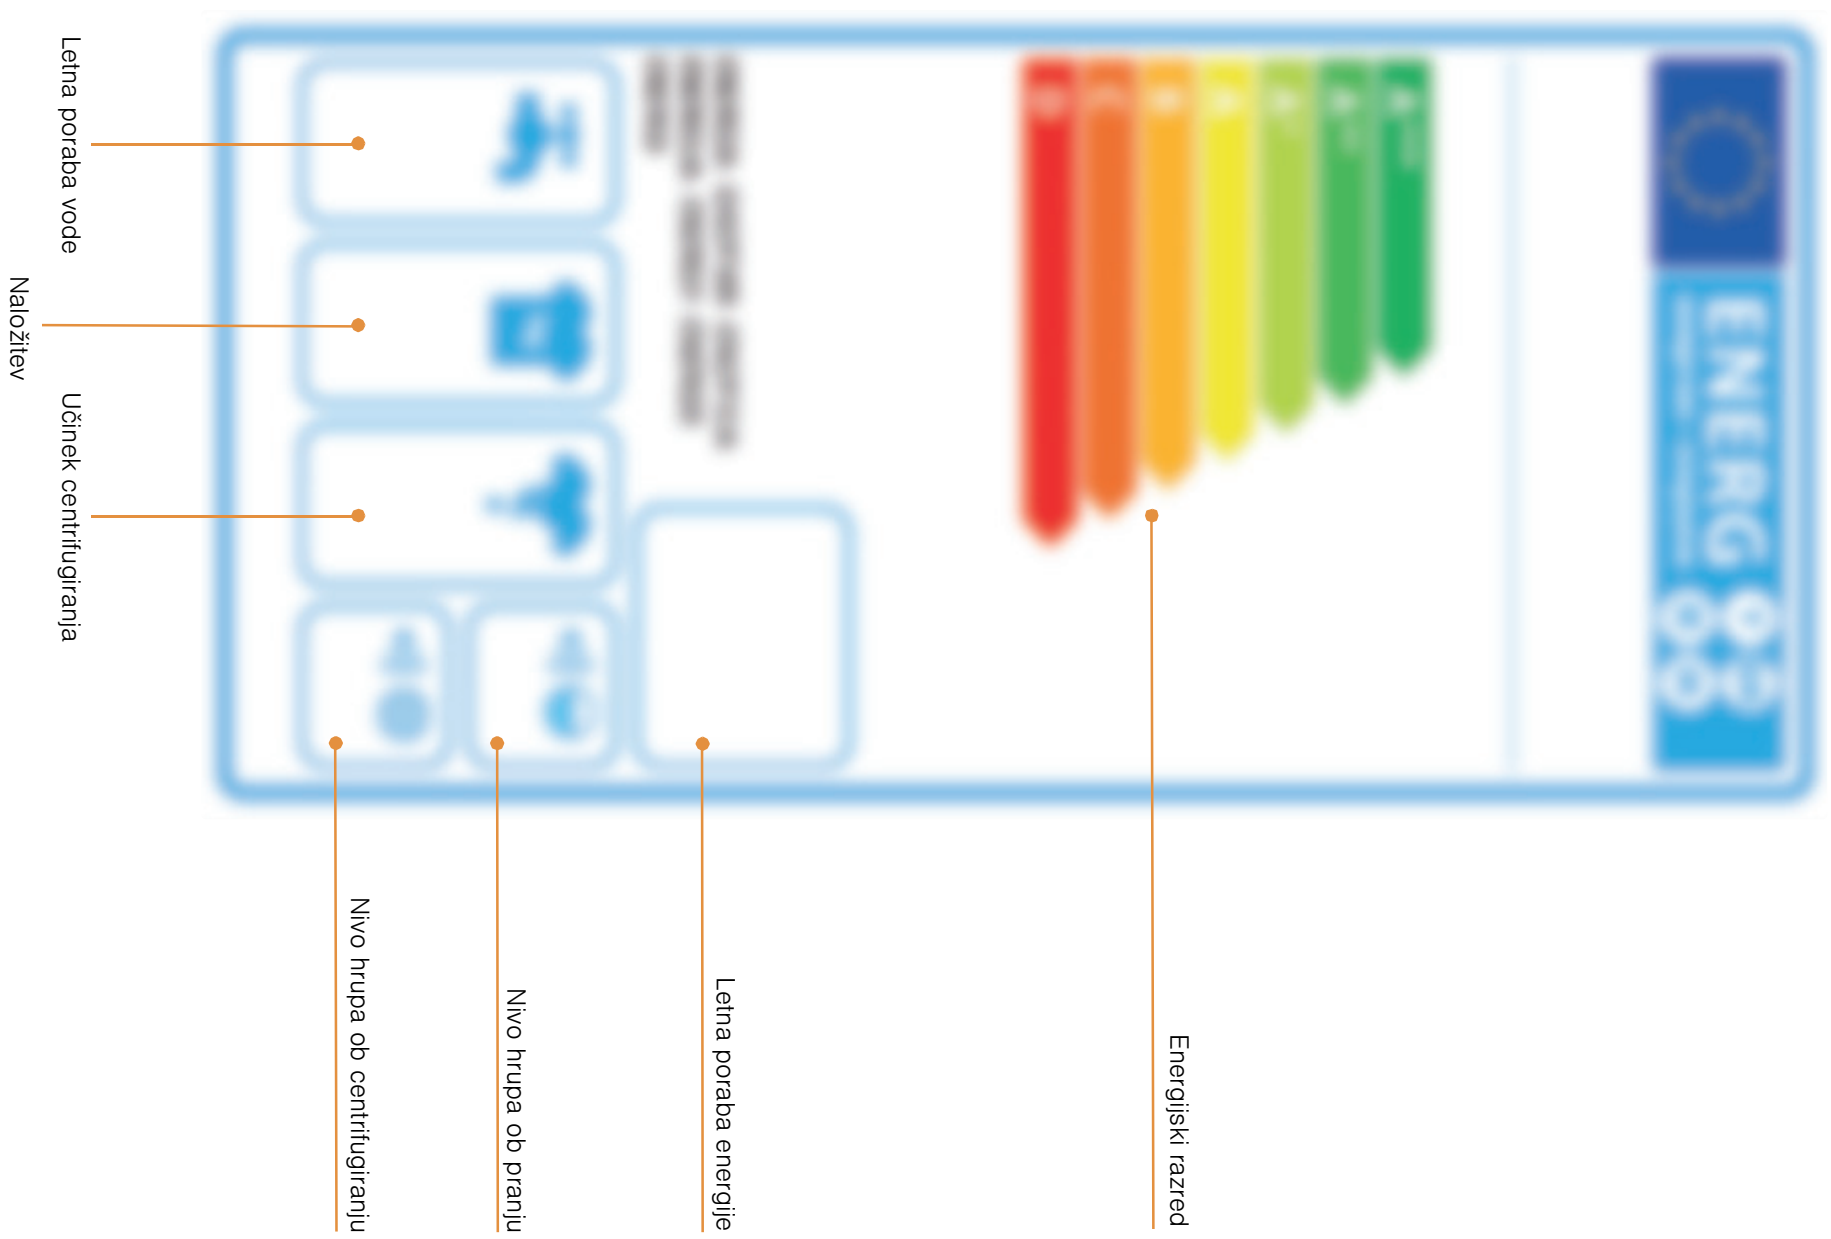 ENERG
A
A
A
A
B
C
D
Energijski razred
Letna poraba energije
Nivo hrupa ob pranju
Nivo hrupa ob centrifugiranju
Letna poraba vode
Naložitev
Učinek centrifugiranja